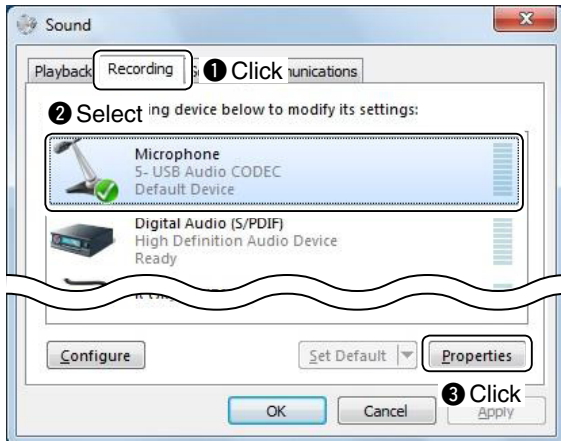 Sound
Playback Recording ❶ Click unications
❷ Select ing device below to modify its settings:
Microphone
5- USB Audio CODEC
Default Device
Digital Audio (S/PDIF)
High Definition Audio Device
Ready
Configure Set Default Properties
❸ Click
OK Cancel Apply